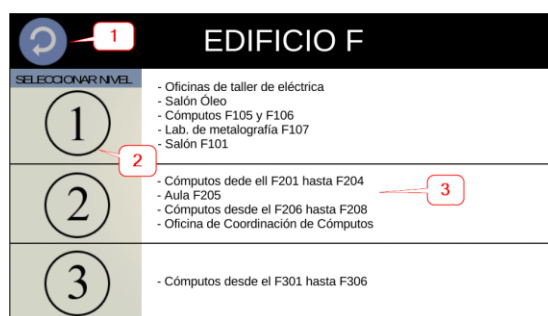 1
EDIFICIO F
SELECCIONAR NIVEL
1
- Oficinas de taller de eléctrica
- Salón Óleo
- Cómputos F105 y F106
- Lab. de metalografía F107
- Salón F101
2
2
- Cómputos dede ell F201 hasta F204
- Aula F205
- Cómputos desde el F206 hasta F208
- Oficina de Coordinación de Cómputos
3
3
- Cómputos desde el F301 hasta F306